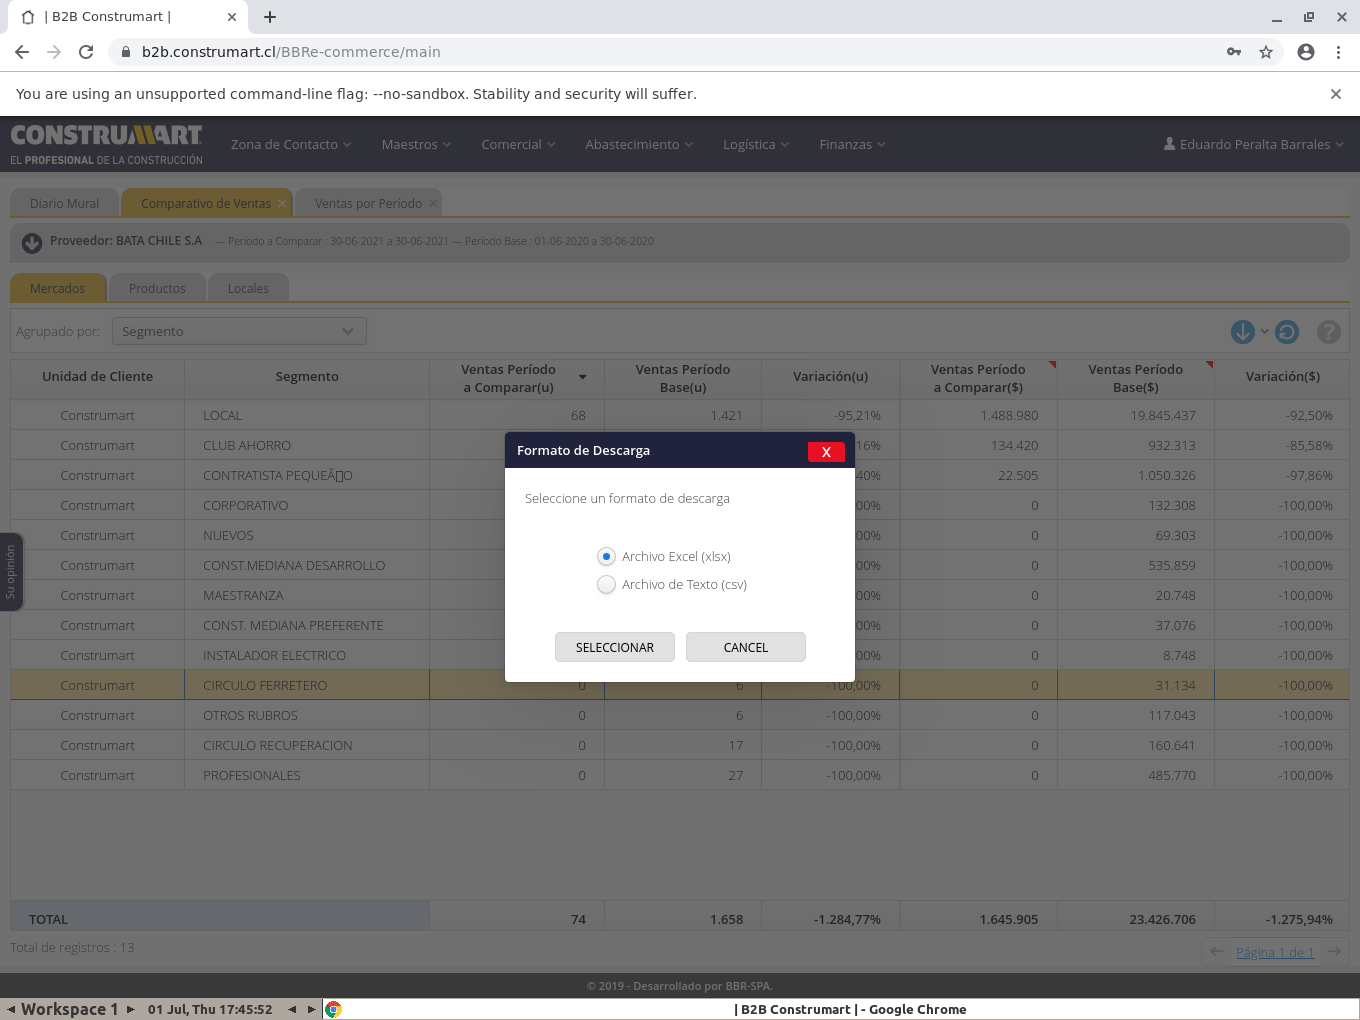 | B2B Construmart |
b2b.construmart.cl/BBRe-commerce/main
You are using an unsupported command-line flag: --no-sandbox. Stability and security will suffer.
CONSTRUMART
EL PROFESIONAL DE LA CONSTRUCCIÓN
Zona de Contacto Maestros Comercial Abastecimiento Logística Finanzas Eduardo Peralta Barrales
Diario Mural Comparativo de Ventas Ventas por Período
Proveedor: BATA CHILE S.A — Período a Comparar : 30-06-2021 a 30-06-2021 — Período Base : 01-06-2020 a 30-06-2020
Mercados Productos Locales
Agrupado por: Segmento
Unidad de Cliente Segmento Ventas Período a Comparar(u) Ventas Período Base(u) Variación(u) Ventas Período a Comparar($) Ventas Período Base($) Variación($)
Construmart LOCAL 68 1.421 -95,21% 1.488.980 19.845.437 -92,50%
Construmart CLUB AHORRO 16% 134.420 932.313 -85,58%
Construmart CONTRATISTA PEQUEÃ▯O 40% 22.505 1.050.326 -97,86%
Construmart CORPORATIVO 00% 0 132.308 -100,00%
Construmart NUEVOS 00% 0 69.303 -100,00%
Construmart CONST.MEDIANA DESARROLLO 00% 0 535.859 -100,00%
Construmart MAESTRANZA 00% 0 20.748 -100,00%
Construmart CONST. MEDIANA PREFERENTE 00% 0 37.076 -100,00%
Construmart INSTALADOR ELECTRICO 00% 0 8.748 -100,00%
Construmart CIRCULO FERRETERO 0 6 -100,00% 0 31.134 -100,00%
Construmart OTROS RUBROS 0 6 -100,00% 0 117.043 -100,00%
Construmart CIRCULO RECUPERACION 0 17 -100,00% 0 160.641 -100,00%
Construmart PROFESIONALES 0 27 -100,00% 0 485.770 -100,00%
Su opinión
Formato de Descarga X
Seleccione un formato de descarga
Archivo Excel (xlsx)
Archivo de Texto (csv)
SELECCIONAR CANCEL
TOTAL 74 1.658 -1.284,77% 1.645.905 23.426.706 -1.275,94%
Total de registros : 13
Página 1 de 1
© 2019 - Desarrollado por BBR-SPA.
Workspace 1 01 Jul, Thu 17:45:52 | B2B Construmart | - Google Chrome